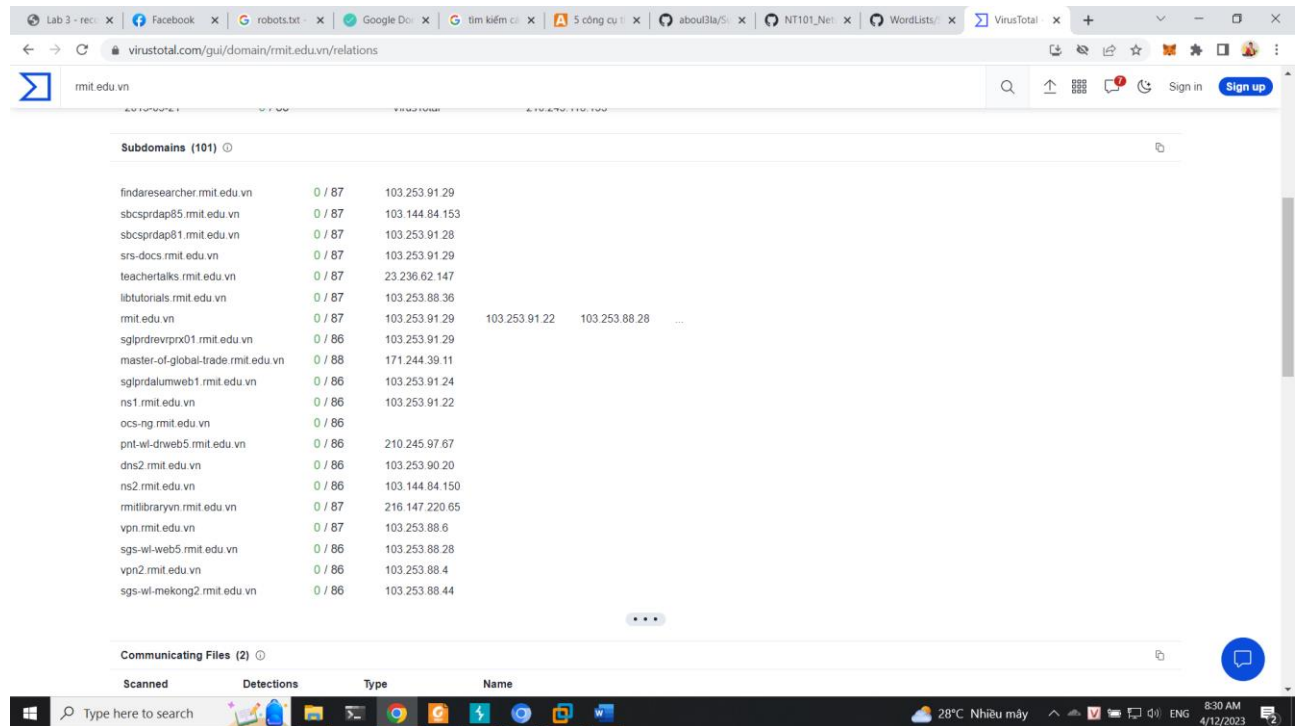 Lab 3 - recu
Facebook
robots.txt -
Google Dor
tim kiếm cá
5 công cụ t
aboul3la/Su
NT101_Net
WordLists/
VirusTotal -
virustotal.com/gui/domain/rmit.edu.vn/relations
rmit.edu.vn
7
Sign in
Sign up
VirusTotal
Subdomains (101)
findaresearcher.rmit.edu.vn 0 / 87 103.253.91.29
sbcsprdap85.rmit.edu.vn 0 / 87 103.144.84.153
sbcsprdap81.rmit.edu.vn 0 / 87 103.253.91.28
srs-docs.rmit.edu.vn 0 / 87 103.253.91.29
teachertalks.rmit.edu.vn 0 / 87 23.236.62.147
libtutorials.rmit.edu.vn 0 / 87 103.253.88.36
rmit.edu.vn 0 / 87 103.253.91.29 103.253.91.22 103.253.88.28 ...
sglprdrevrprx01.rmit.edu.vn 0 / 86 103.253.91.29
master-of-global-trade.rmit.edu.vn 0 / 88 171.244.39.11
sglprdalumweb1.rmit.edu.vn 0 / 86 103.253.91.24
ns1.rmit.edu.vn 0 / 86 103.253.91.22
ocs-ng.rmit.edu.vn 0 / 86
pnt-wl-drweb5.rmit.edu.vn 0 / 86 210.245.97.67
dns2.rmit.edu.vn 0 / 86 103.253.90.20
ns2.rmit.edu.vn 0 / 86 103.144.84.150
rmitlibraryvn.rmit.edu.vn 0 / 87 216.147.220.65
vpn.rmit.edu.vn 0 / 87 103.253.88.6
sgs-wl-web5.rmit.edu.vn 0 / 86 103.253.88.28
vpn2.rmit.edu.vn 0 / 86 103.253.88.4
sgs-wl-mekong2.rmit.edu.vn 0 / 86 103.253.88.44
Communicating Files (2)
Scanned Detections Type Name
Type here to search
28°C Nhiều mây
ENG
8:30 AM
4/12/2023
2